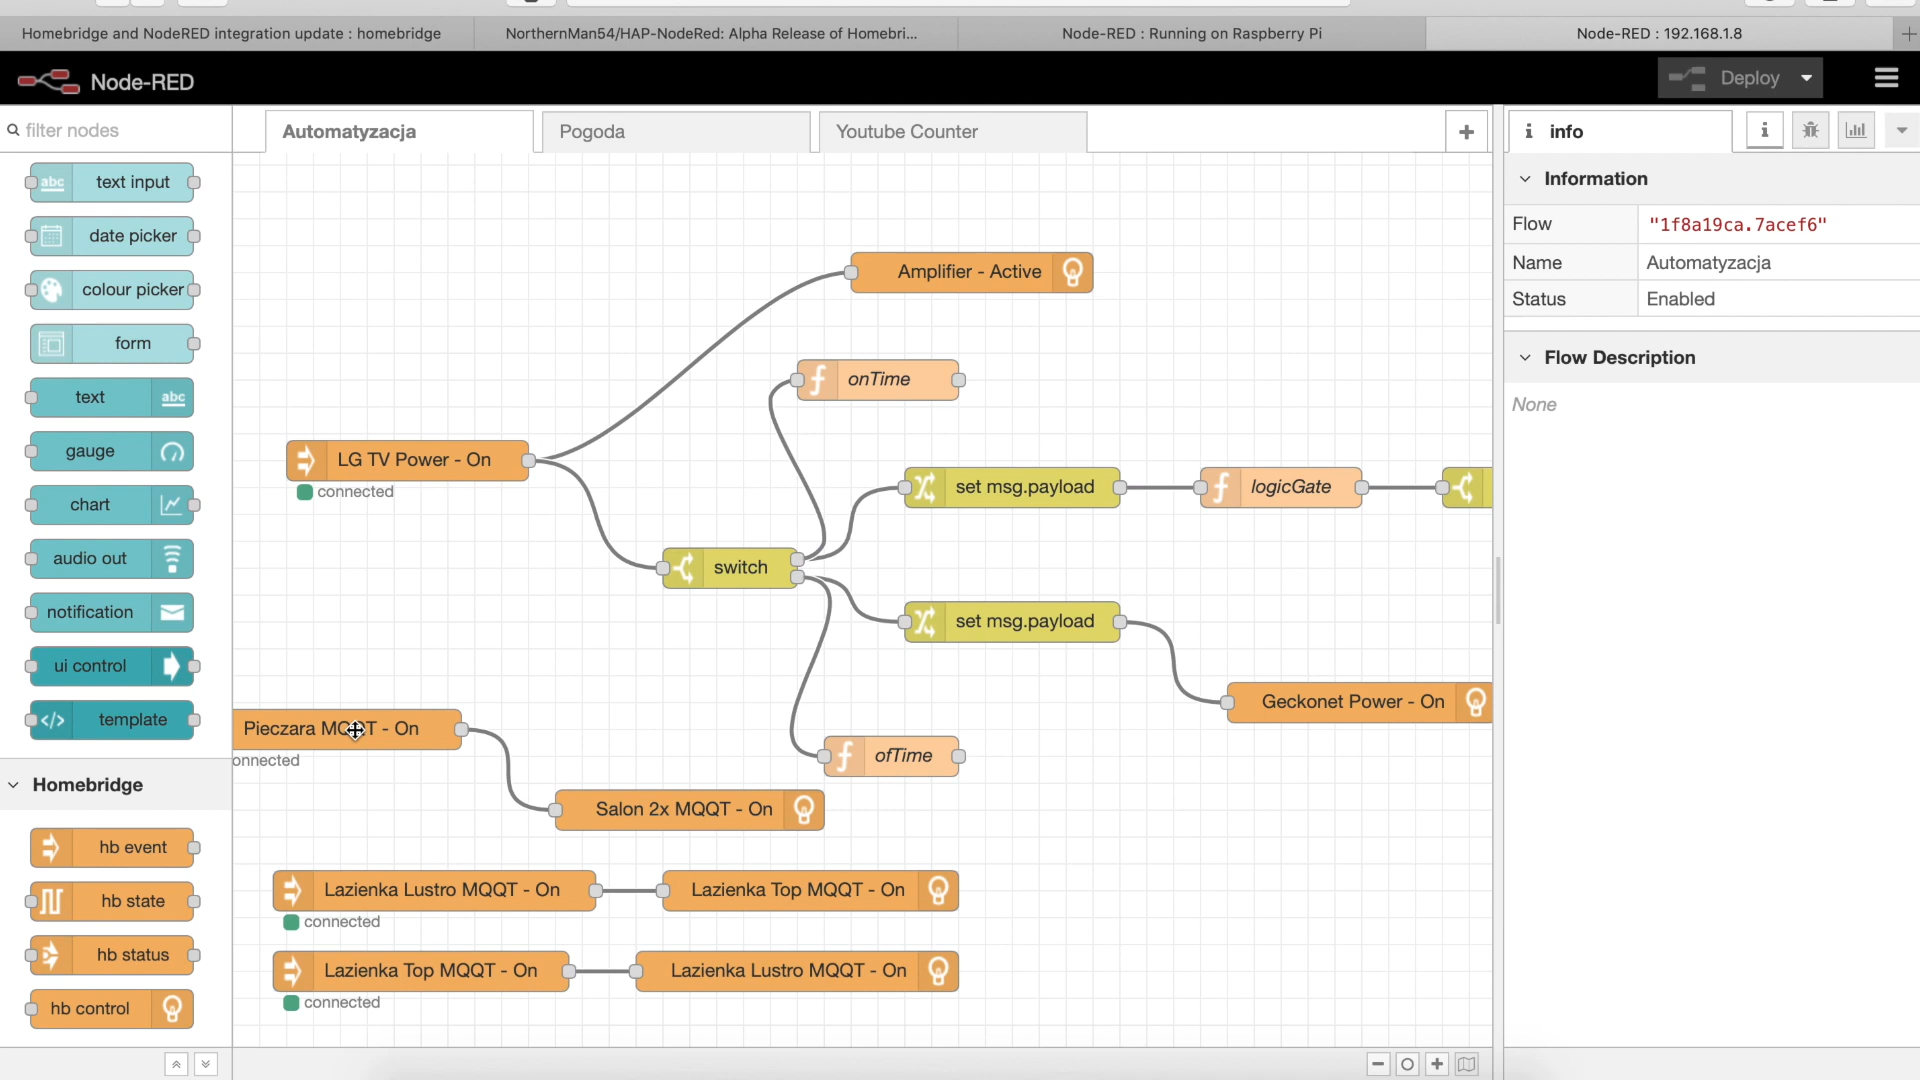 Homebridge and NodeRED integration update : homebridge
NorthernMan54/HAP-NodeRed: Alpha Release of Homebri...
Node-RED : Running on Raspberry Pi
Node-RED : 192.168.1.8
Node-RED
Deploy
filter nodes
Automatyzacja
Pogoda
Youtube Counter
info
Information
Flow "1f8a19ca.7acef6"
Name Automatyzacja
Status Enabled
Flow Description
None
abc text input
date picker
colour picker
form
text abc
gauge
chart
audio out
notification
ui control
</> template
Homebridge
hb event
hb state
hb status
hb control
Amplifier - Active
onTime
LG TV Power - On
connected
set msg.payload
logicGate
switch
set msg.payload
Geckonet Power - On
Pieczara MQQT - On
onnected
ofTime
Salon 2x MQQT - On
Lazienka Lustro MQQT - On
connected
Lazienka Top MQQT - On
Lazienka Top MQQT - On
connected
Lazienka Lustro MQQT - On